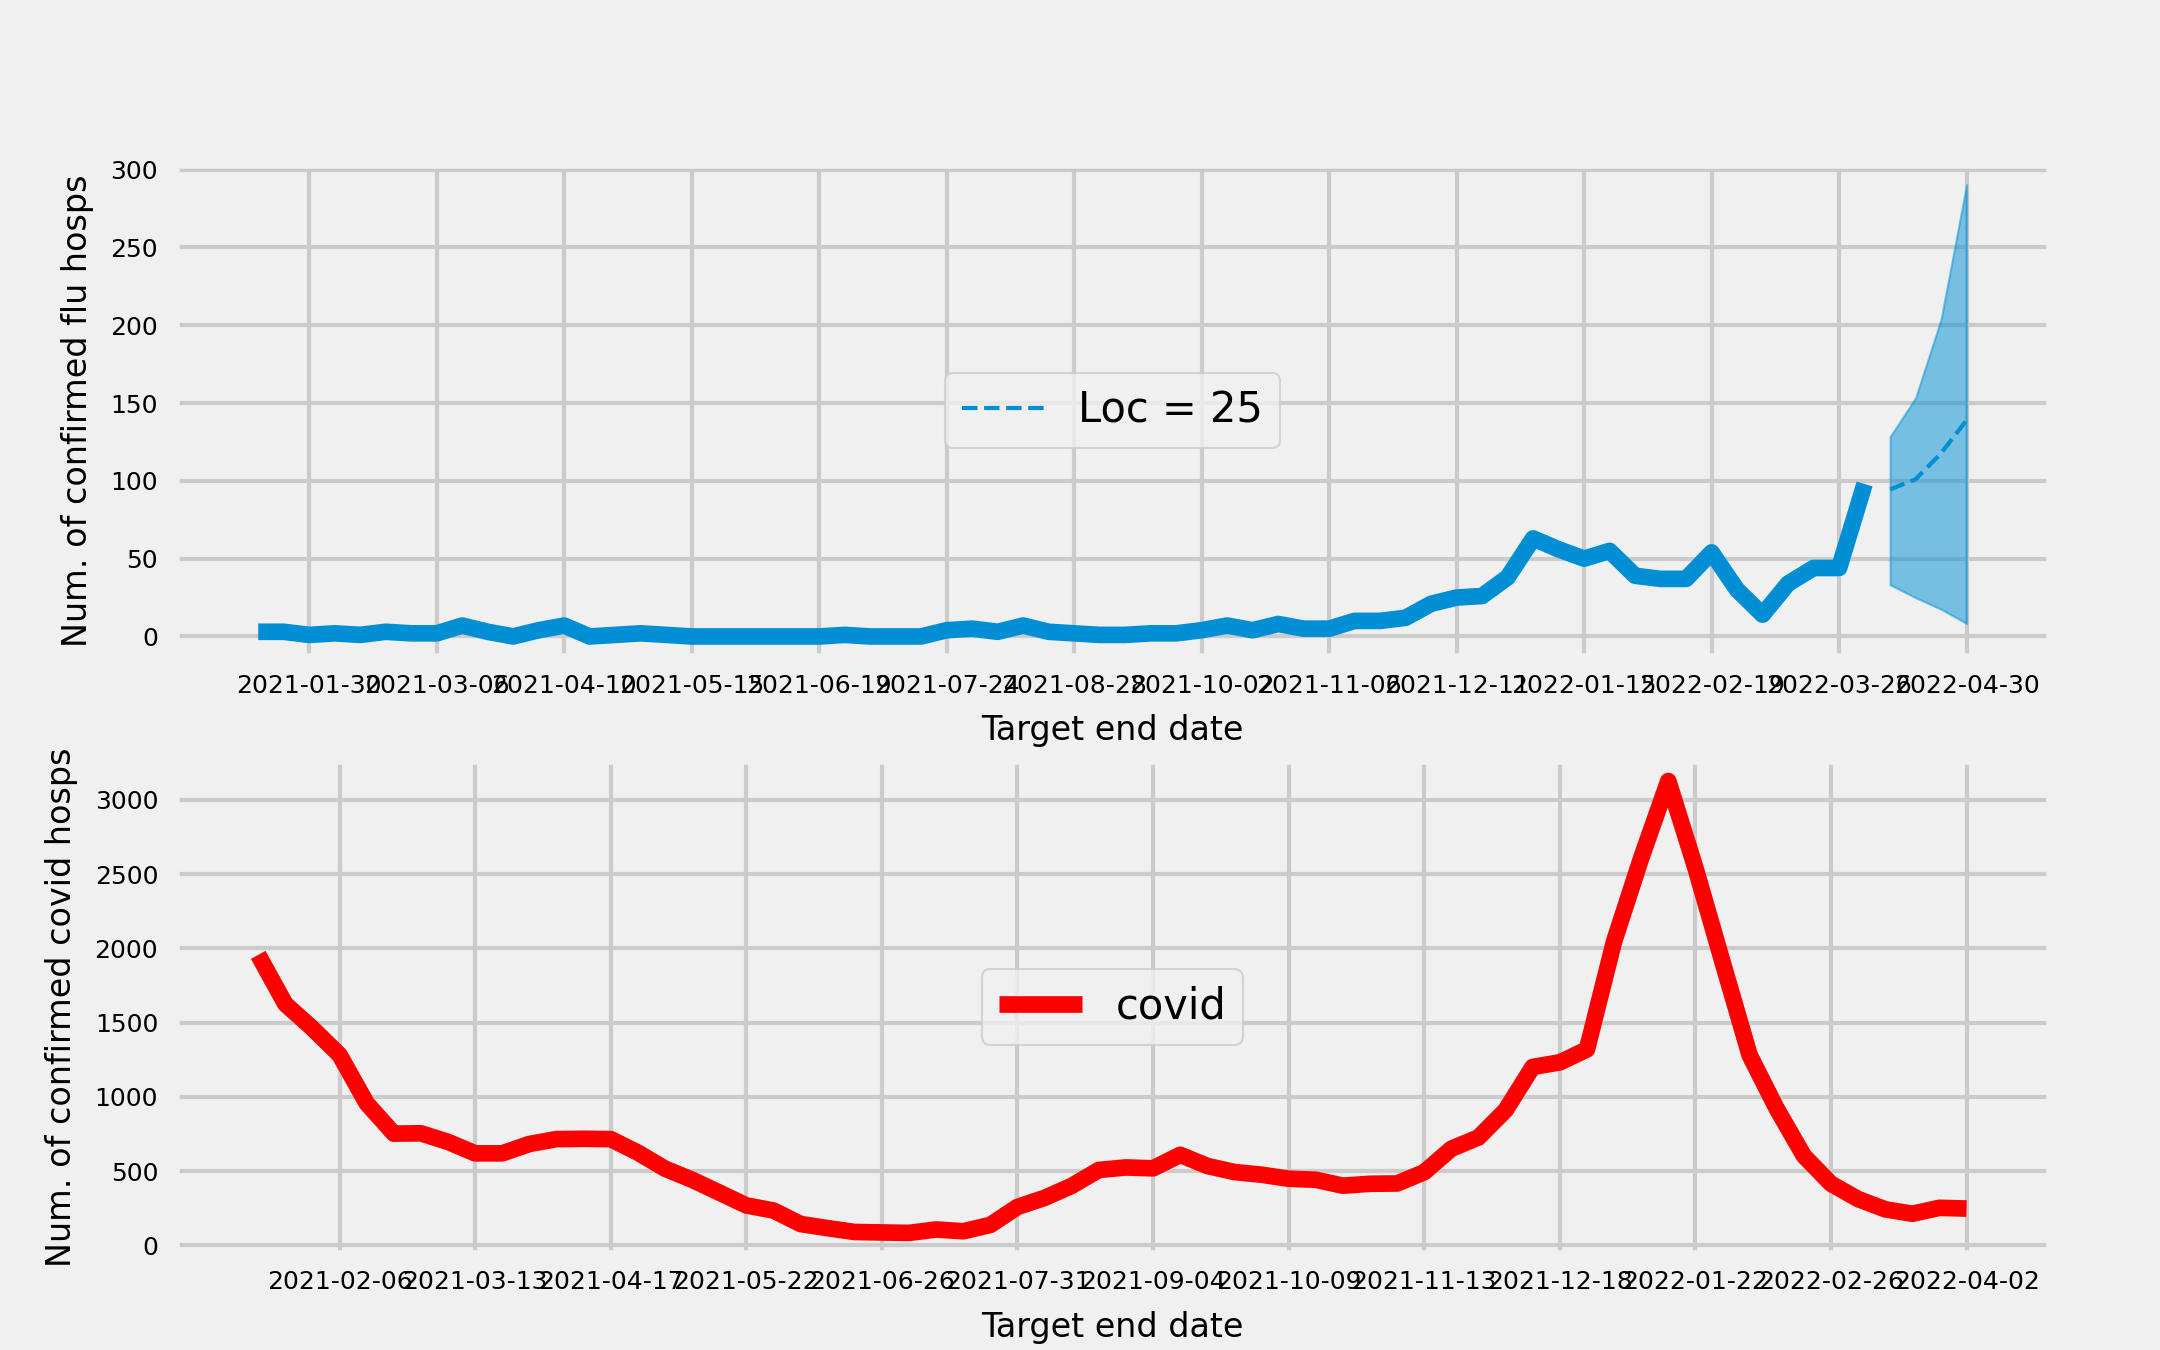 Num. of confirmed flu hosps
300
250
200
150
100
50
0
Loc = 25
2021-01-30 2021-03-06 2021-04-10 2021-05-15 2021-06-19 2021-07-24 2021-08-28 2021-10-02 2021-11-06 2021-12-11 2022-01-15 2022-02-19 2022-03-26 2022-04-30
Target end date
Num. of confirmed covid hosps
3000
2500
2000
1500
1000
500
0
covid
2021-02-06 2021-03-13 2021-04-17 2021-05-22 2021-06-26 2021-07-31 2021-09-04 2021-10-09 2021-11-13 2021-12-18 2022-01-22 2022-02-26 2022-04-02
Target end date